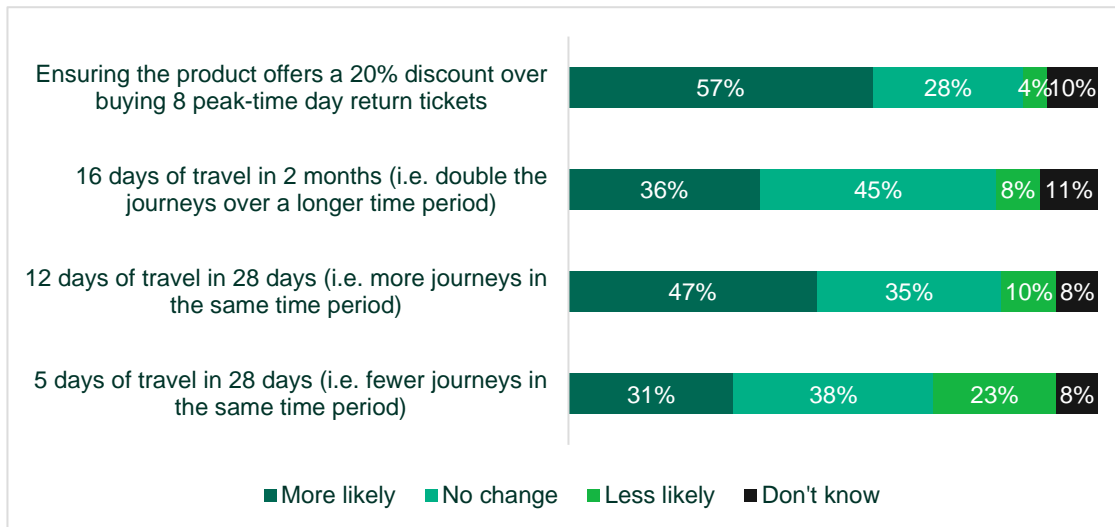 Ensuring the product offers a 20% discount over
buying 8 peak-time day return tickets
57% 28% 4% 10%
16 days of travel in 2 months (i.e. double the
journeys over a longer time period)
36% 45% 8% 11%
12 days of travel in 28 days (i.e. more journeys in
the same time period)
47% 35% 10% 8%
5 days of travel in 28 days (i.e. fewer journeys in
the same time period)
31% 38% 23% 8%
More likely No change Less likely Don't know